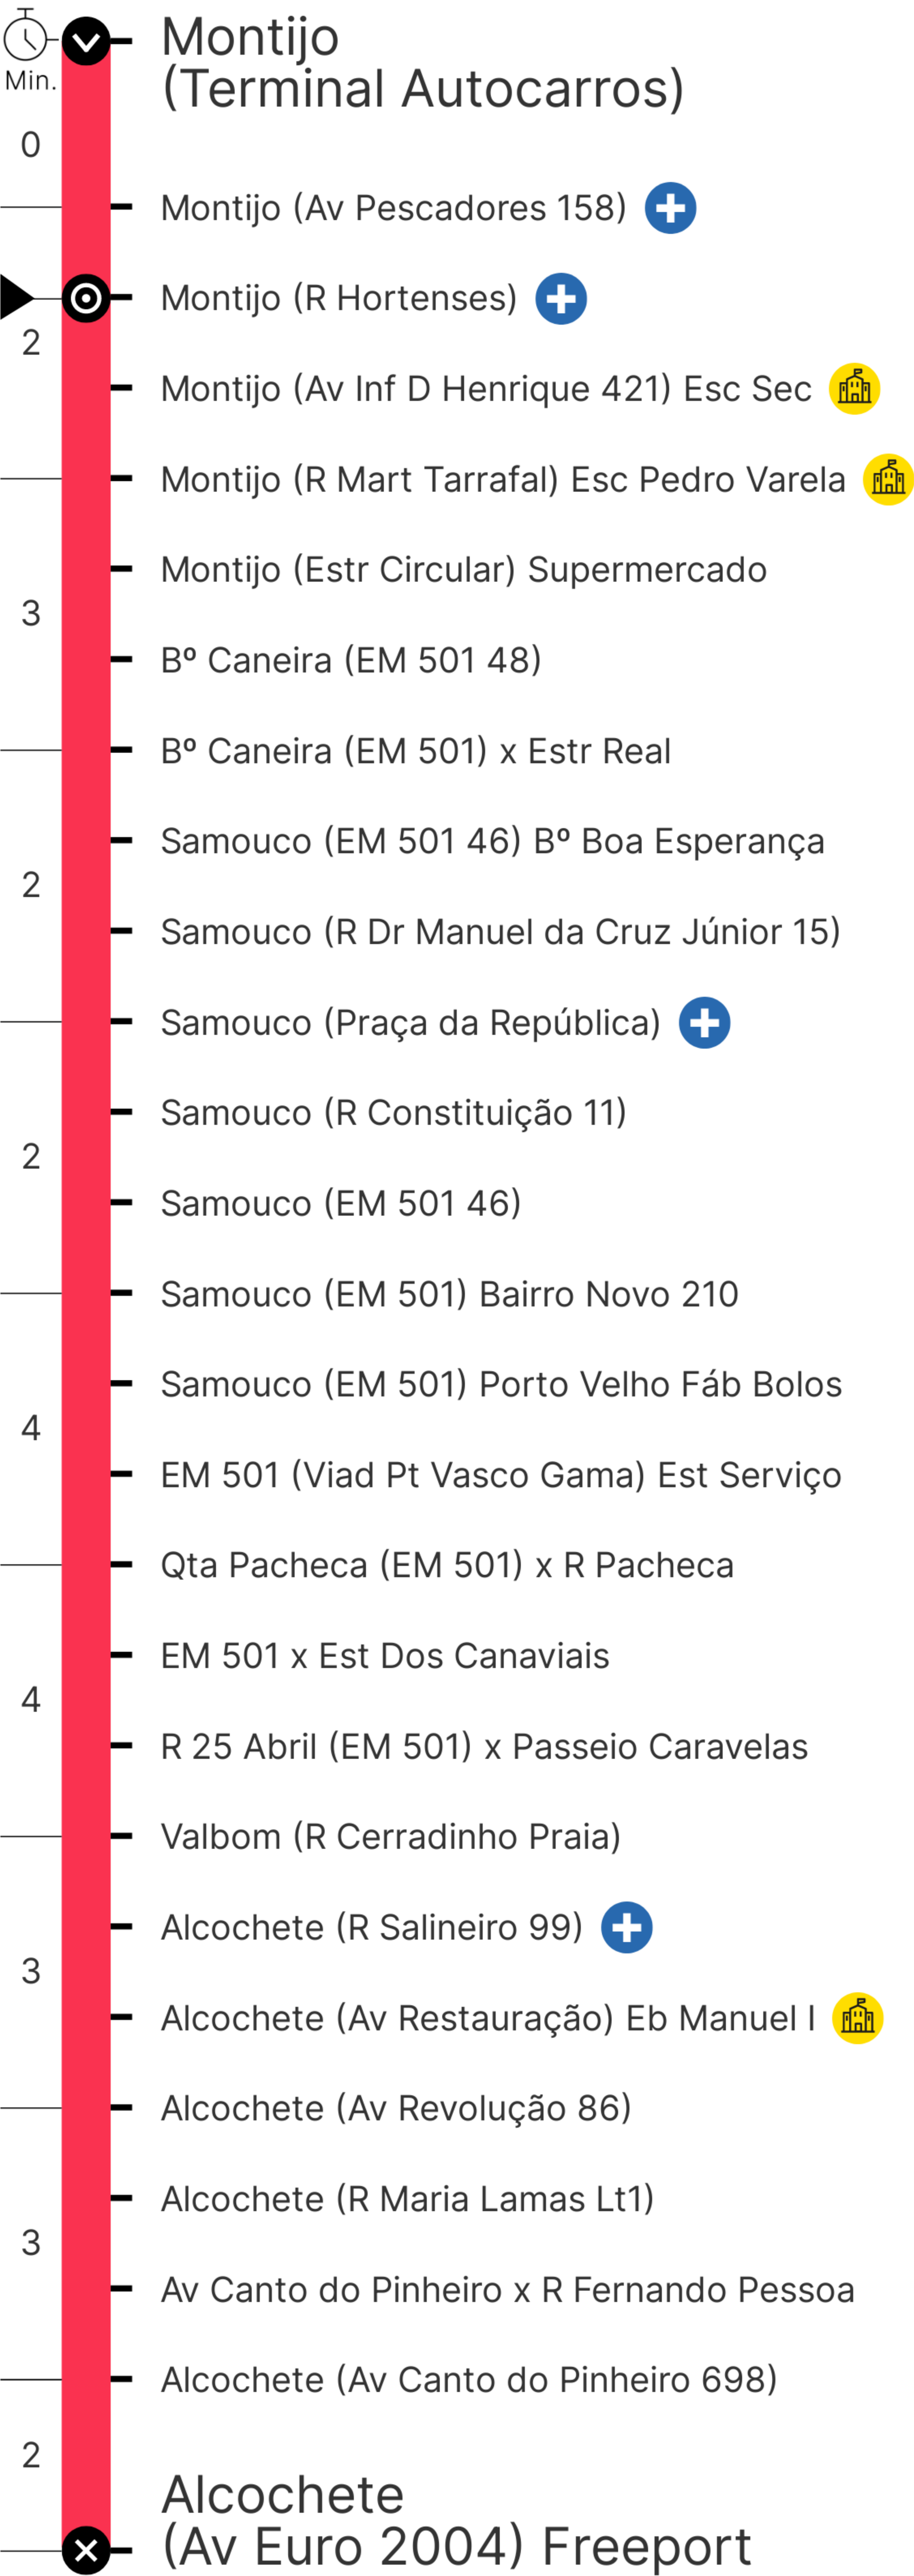 Montijo
(Terminal Autocarros)
Min.
0
Montijo (Av Pescadores 158)
Montijo (R Hortenses)
2
Montijo (Av Inf D Henrique 421) Esc Sec
Montijo (R Mart Tarrafal) Esc Pedro Varela
Montijo (Estr Circular) Supermercado
3
Bº Caneira (EM 501 48)
Bº Caneira (EM 501) x Estr Real
Samouco (EM 501 46) Bº Boa Esperança
2
Samouco (R Dr Manuel da Cruz Júnior 15)
Samouco (Praça da República)
Samouco (R Constituição 11)
2
Samouco (EM 501 46)
Samouco (EM 501) Bairro Novo 210
Samouco (EM 501) Porto Velho Fáb Bolos
4
EM 501 (Viad Pt Vasco Gama) Est Serviço
Qta Pacheca (EM 501) x R Pacheca
EM 501 x Est Dos Canaviais
4
R 25 Abril (EM 501) x Passeio Caravelas
Valbom (R Cerradinho Praia)
Alcochete (R Salineiro 99)
3
Alcochete (Av Restauração) Eb Manuel I
Alcochete (Av Revolução 86)
Alcochete (R Maria Lamas Lt1)
3
Av Canto do Pinheiro x R Fernando Pessoa
Alcochete (Av Canto do Pinheiro 698)
2
Alcochete
(Av Euro 2004) Freeport